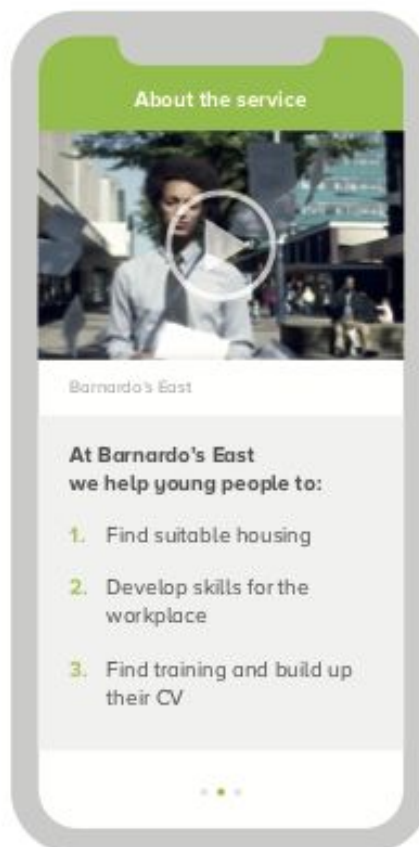 About the service
Barnardo's East
At Barnardo's East
we help young people to:
1. Find suitable housing
2. Develop skills for the
workplace
3. Find training and build up
their CV